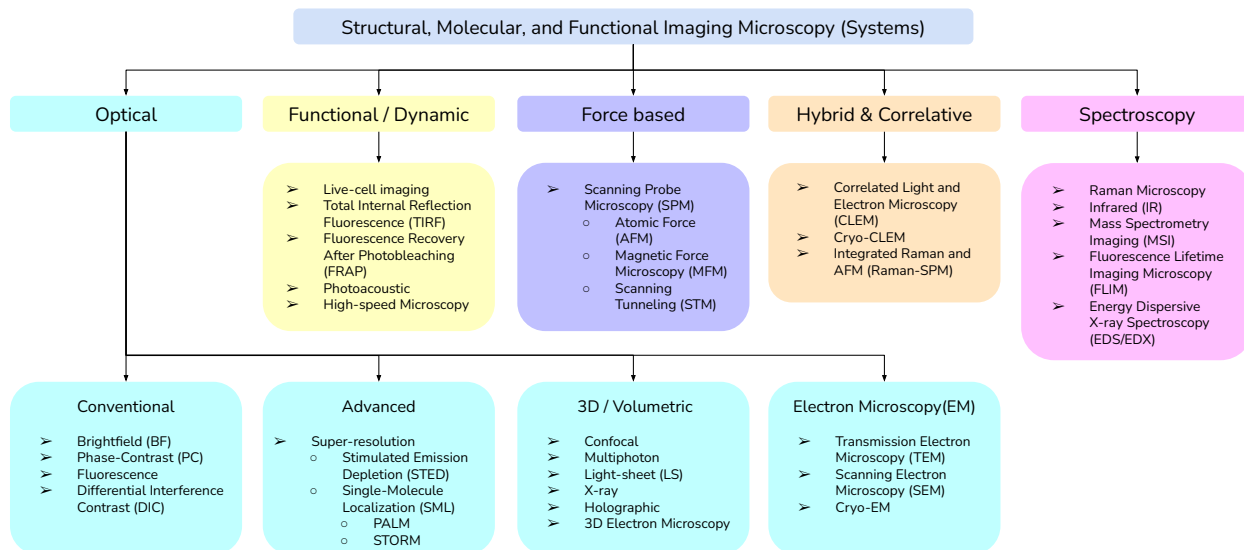 Structural, Molecular, and Functional Imaging Microscopy (Systems)
Optical
Functional / Dynamic
Force based
Hybrid & Correlative
Spectroscopy
➢ Live-cell imaging
➢ Total Internal Reflection
Fluorescence (TIRF)
➢ Fluorescence Recovery
After Photobleaching
(FRAP)
➢ Photoacoustic
➢ High-speed Microscopy
➢ Scanning Probe
Microscopy (SPM)
○ Atomic Force
(AFM)
○ Magnetic Force
Microscopy (MFM)
○ Scanning
Tunneling (STM)
➢ Correlated Light and
Electron Microscopy
(CLEM)
➢ Cryo-CLEM
➢ Integrated Raman and
AFM (Raman-SPM)
➢ Raman Microscopy
➢ Infrared (IR)
➢ Mass Spectrometry
Imaging (MSI)
➢ Fluorescence Lifetime
Imaging Microscopy
(FLIM)
➢ Energy Dispersive
X-ray Spectroscopy
(EDS/EDX)
Conventional
➢ Brightfield (BF)
➢ Phase-Contrast (PC)
➢ Fluorescence
➢ Differential Interference
Contrast (DIC)
Advanced
➢ Super-resolution
○ Stimulated Emission
Depletion (STED)
○ Single-Molecule
Localization (SML)
○ PALM
○ STORM
3D / Volumetric
➢ Confocal
➢ Multiphoton
➢ Light-sheet (LS)
➢ X-ray
➢ Holographic
➢ 3D Electron Microscopy
Electron Microscopy(EM)
➢ Transmission Electron
Microscopy (TEM)
➢ Scanning Electron
Microscopy (SEM)
➢ Cryo-EM